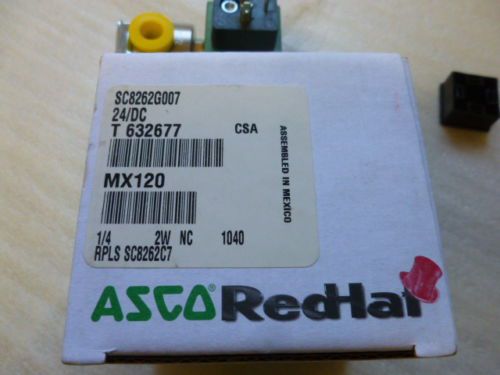 SC8262G007
24/DC
T 632677 CSA
MX120
1/4 2W NC 1040
RPLS SC8262C7
ASSEMBLED IN MEXICO
ASCO RedHat